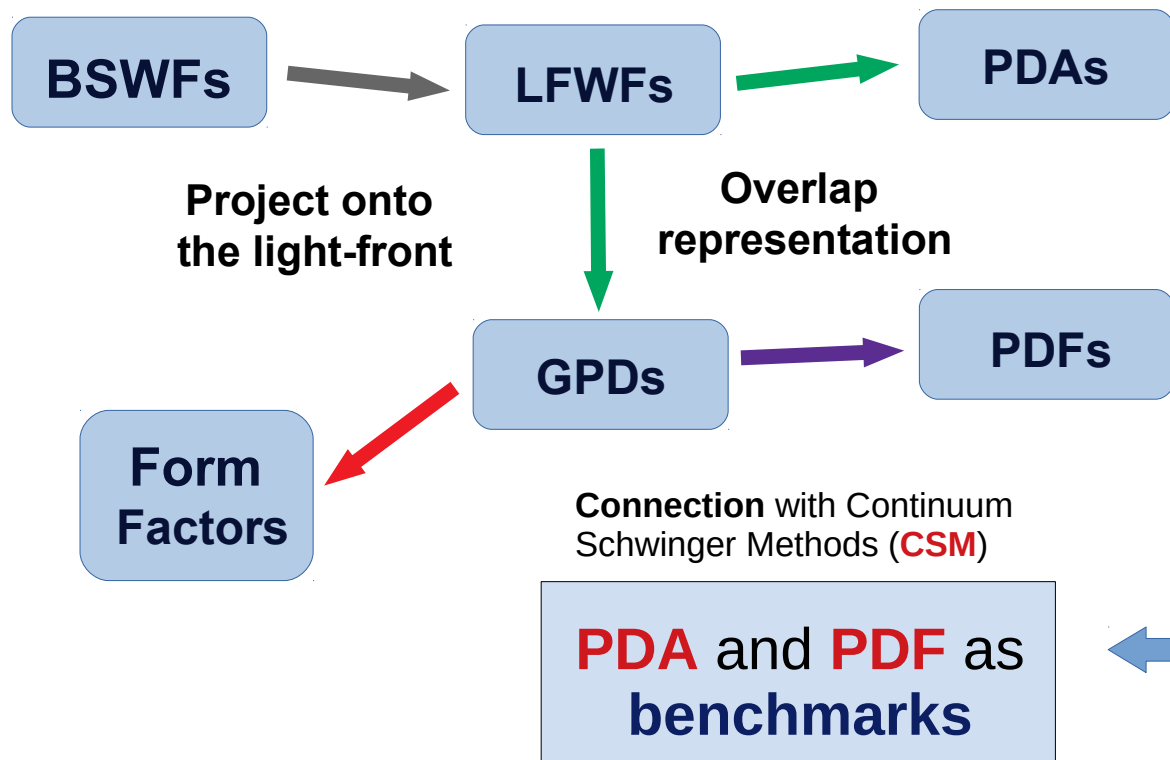 BSWFs
LFWFs
PDAs
Project onto
the light-front
Overlap
representation
GPDs
PDFs
Form
Factors
Connection with Continuum
Schwinger Methods (CSM)
PDA and PDF as
benchmarks